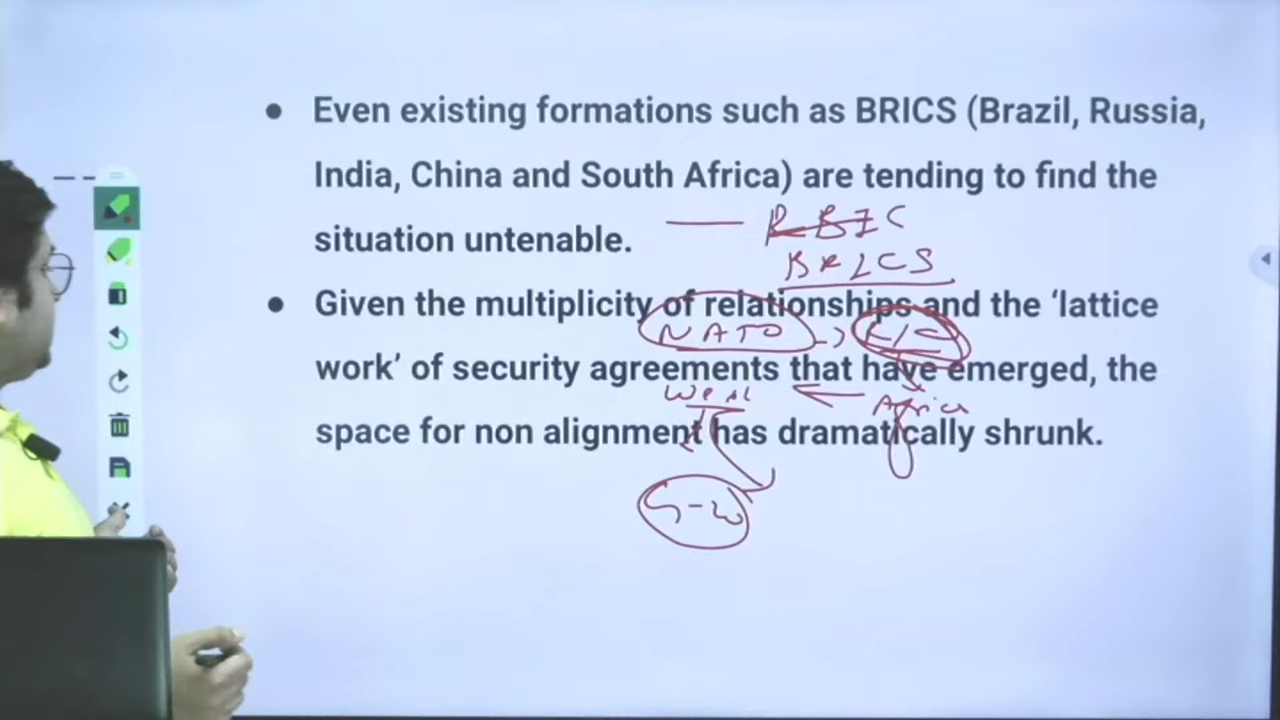 ● Even existing formations such as BRICS (Brazil, Russia,
India, China and South Africa) are tending to find the
situation untenable.
BRICS
● Given the multiplicity of relationships and the ‘lattice
NATO
work’ of security agreements that have emerged, the
West Africa
space for non alignment has dramatically shrunk.